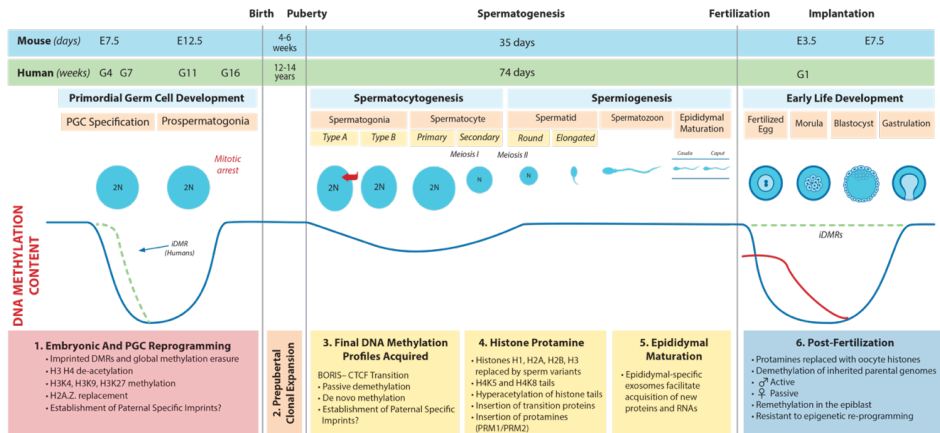 Birth Puberty Spermatogenesis Fertilization Implantation
Mouse (days) E7.5 E12.5 4-6 weeks 35 days E3.5 E7.5
Human (weeks) G4 G7 G11 G16 12-14 years 74 days G1
Primordial Germ Cell Development
PGC Specification Prospermatogonia
Mitotic
arrest
2N 2N
iDMR
(Humans)
DNA METHYLATION
CONTENT
Spermatocytogenesis Spermiogenesis
Spermatogonia Spermatocyte Spermatid Spermatozoon Epididymal
Maturation
Type A Type B Primary Secondary Round Elongated
Cauda Caput
Meiosis I Meiosis II
2N 2N 2N N N
Early Life Development
Fertilized
Egg Morula Blastocyst Gastrulation
iDMRs
1. Embryonic And PGC Reprogramming
• Imprinted DMRs and global methylation erasure
• H3 H4 de-acetylation
• H3K4, H3K9, H3K27 methylation
• H2A.Z. replacement
• Establishment of Paternal Specific Imprints?
2. Prepubertal
Clonal Expansion
3. Final DNA Methylation
Profiles Acquired
BORIS– CTCF Transition
• Passive demethylation
• De novo methylation
• Establishment of Paternal Specific
Imprints?
4. Histone Protamine
• Histones H1, H2A, H2B, H3
replaced by sperm variants
• H4K5 and H4K8 tails
• Hyperacetylation of histone tails
• Insertion of transition proteins
• Insertion of protamines
(PRM1/PRM2)
5. Epididymal
Maturation
• Epididymal-specific
exosomes facilitate
acquisition of new
proteins and RNAs
6. Post-Fertilization
• Protamines replaced with oocyte histones
• Demethylation of inherited parental genomes
• ♂ Active
• ♀ Passive
• Remethylation in the epiblast
• Resistant to epigenetic re-programming